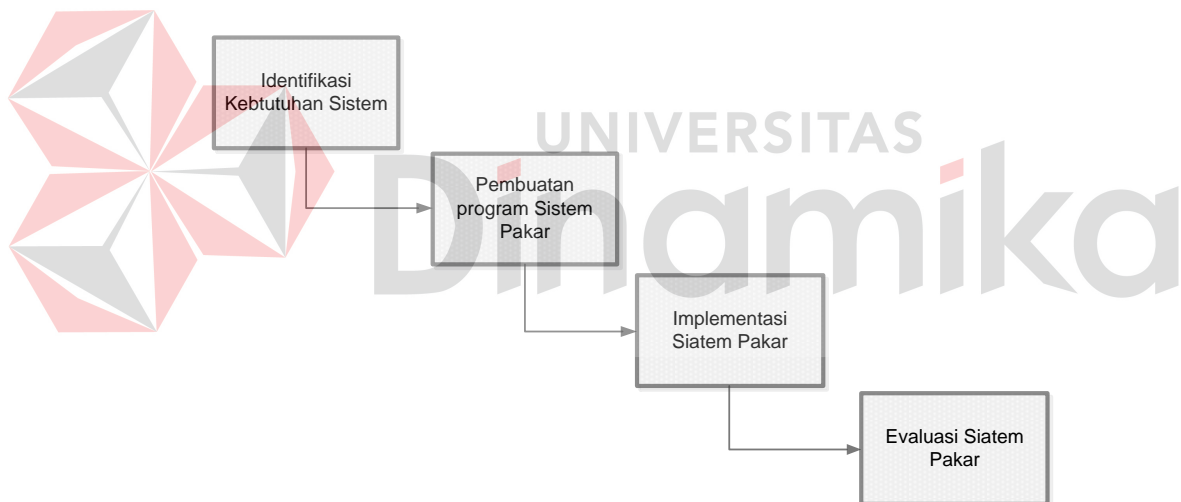 Identifikasi
Kebtutuhan Sistem
UNIVERSITAS
Dinamika
Pembuatan
program Sistem
Pakar
Implementasi
Siatem Pakar
Evaluasi Siatem
Pakar